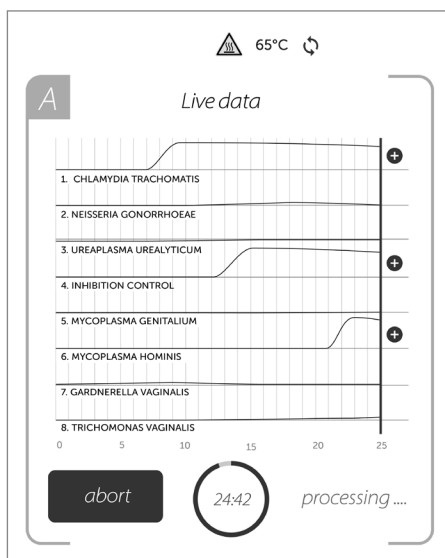 65°C
A
Live data
+
1. CHLAMYDIA TRACHOMATIS
2. NEISSERIA GONORRHOEAE
3. UREAPLASMA UREALYTICUM
+
4. INHIBITION CONTROL
5. MYCOPLASMA GENITALIUM
+
6. MYCOPLASMA HOMINIS
7. GARDNERELLA VAGINALIS
8. TRICHOMONAS VAGINALIS
0 5 10 15 20 25
abort 24:42 processing ....